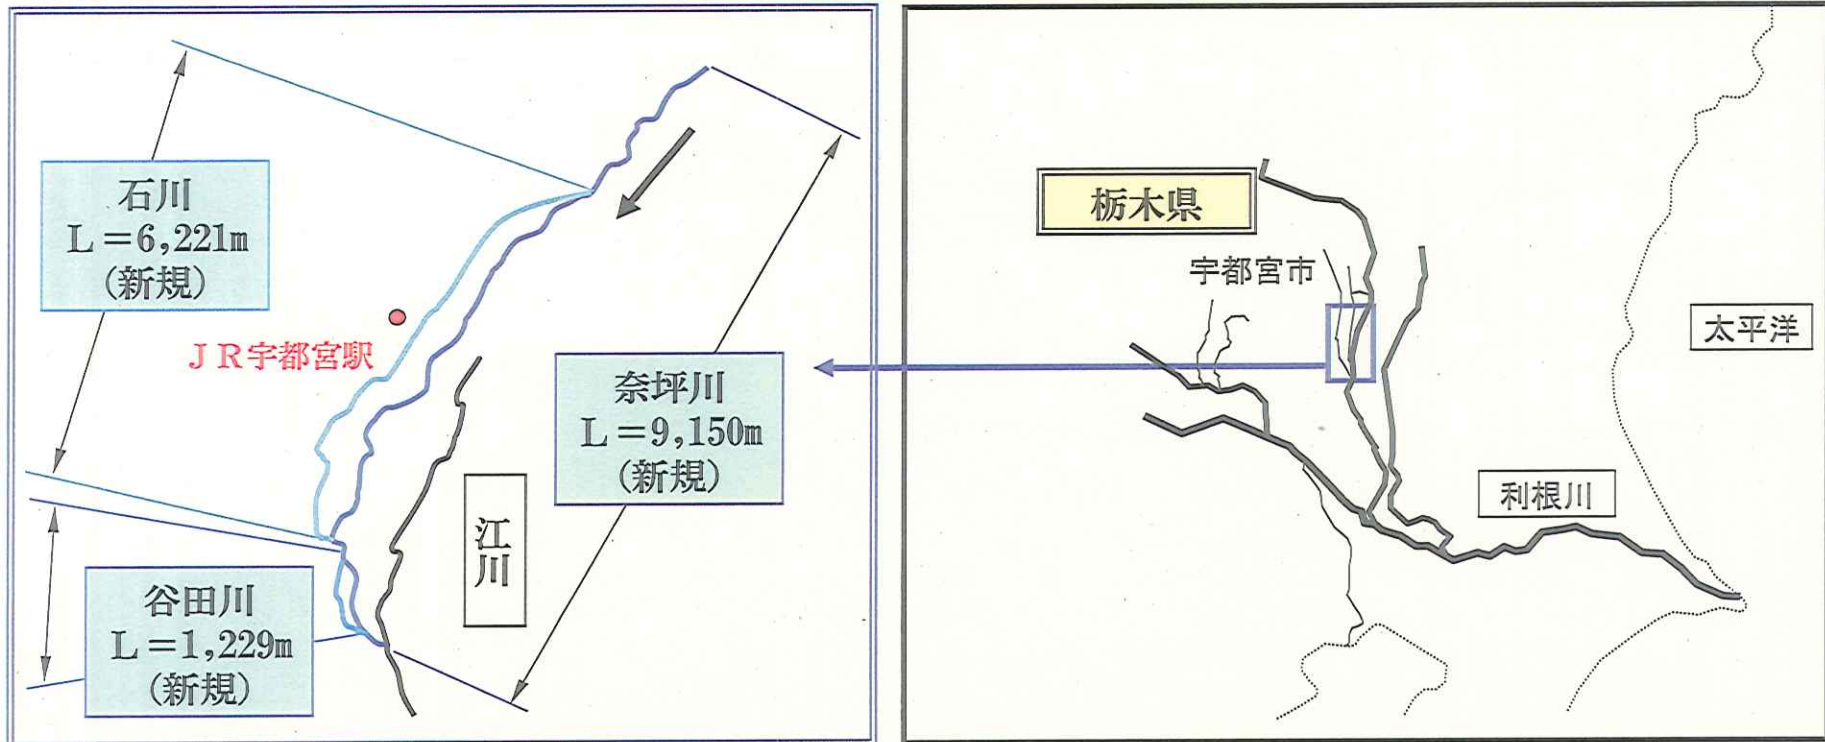 石川
L=6,221m
(新規)
JR宇都宮駅
奈坪川
L=9,150m
(新規)
江川
谷田川
L=1,229m
(新規)
栃木県
宇都宮市
太平洋
利根川